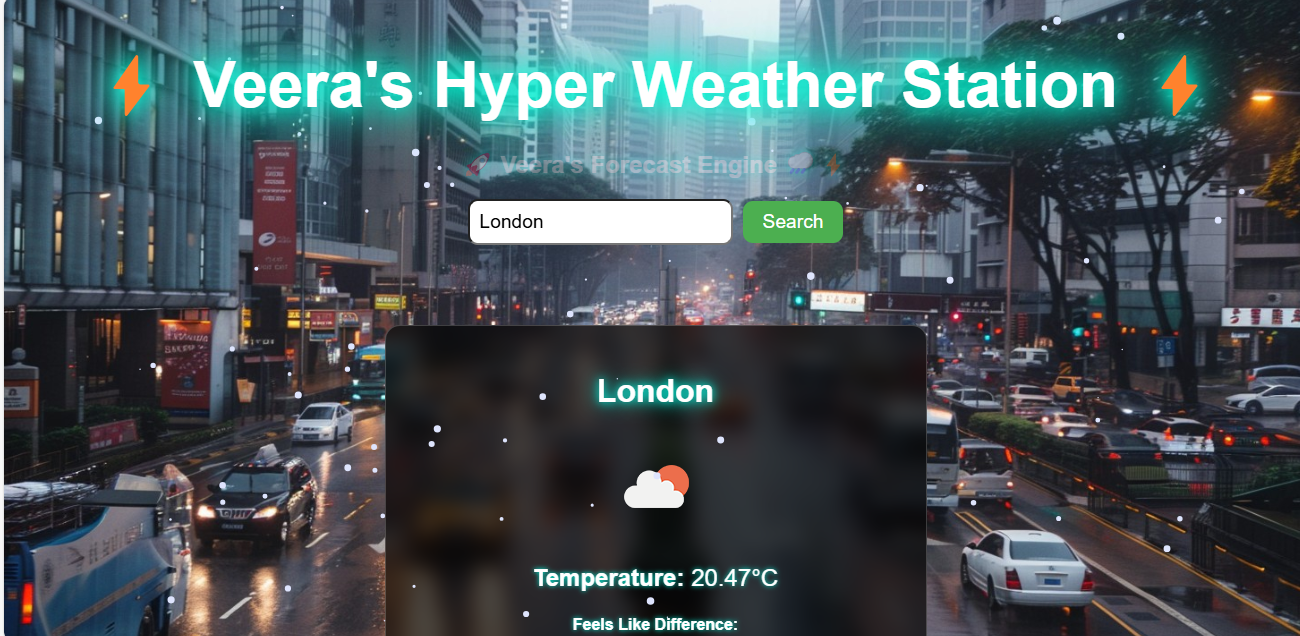 ⚡ Veera's Hyper Weather Station ⚡
🚀 Veera's Forecast Engine 🌧️⚡
London
Search
London
Temperature: 20.47°C
Feels Like Difference: